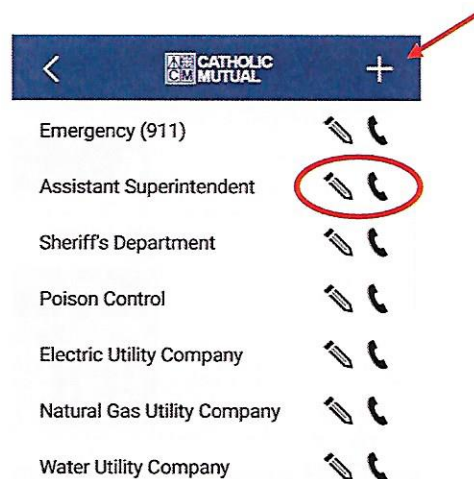 CATHOLIC
MUTUAL
CM
Emergency (911)
Assistant Superintendent
Sheriff's Department
Poison Control
Electric Utility Company
Natural Gas Utility Company
Water Utility Company